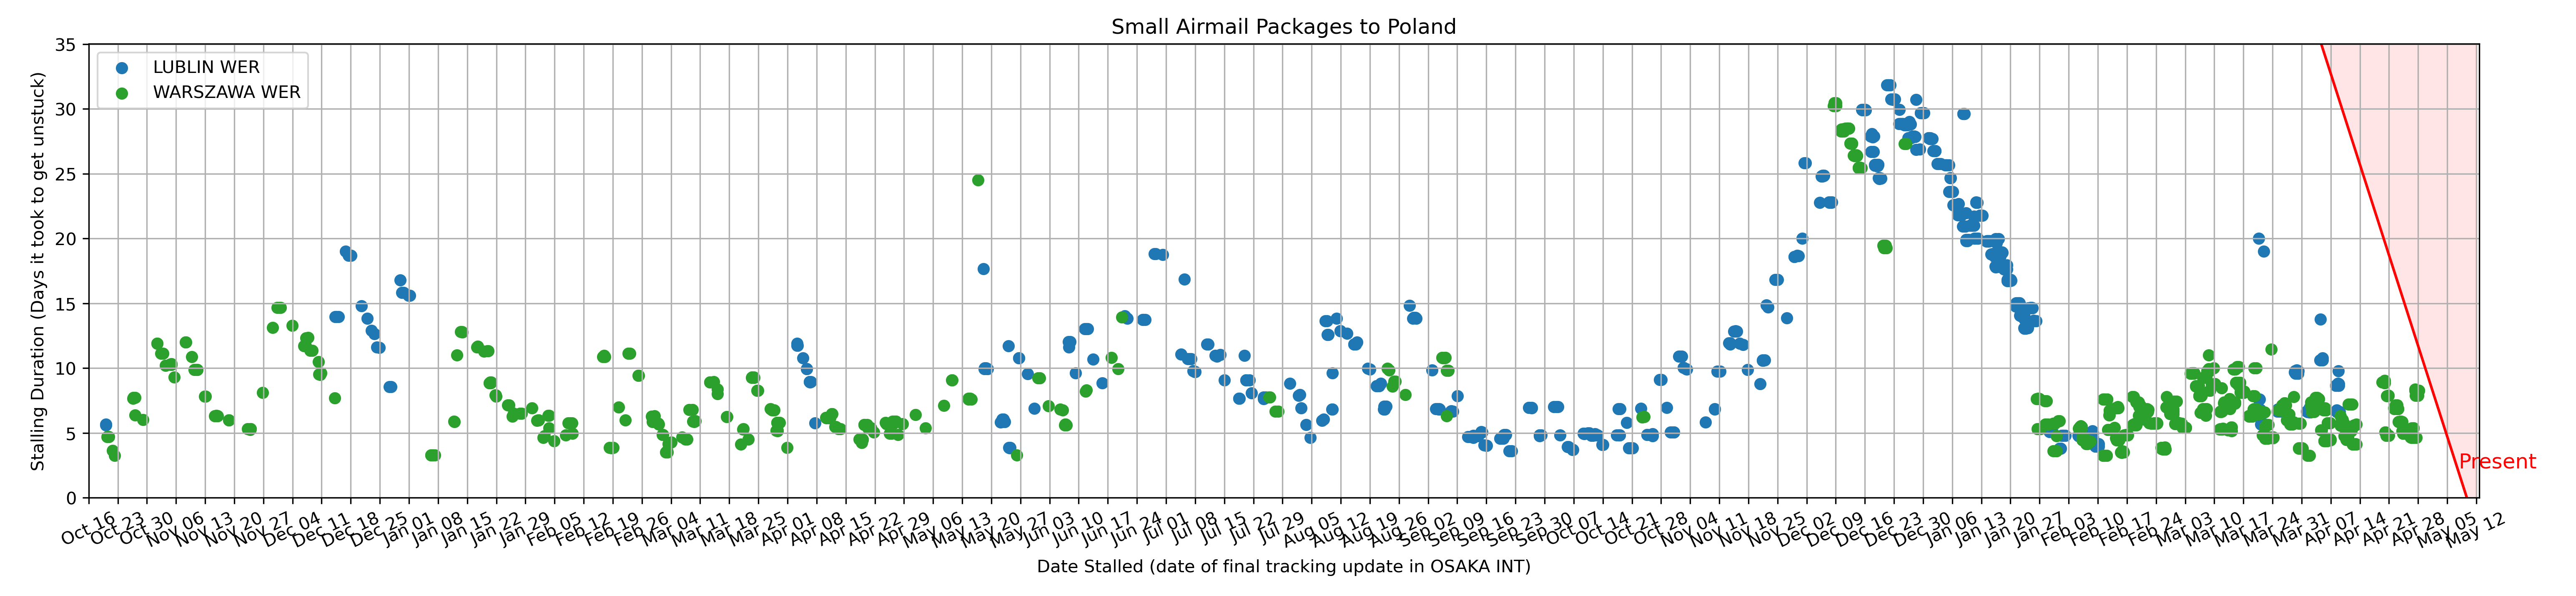 Small Airmail Packages to Poland
LUBLIN WER
WARSZAWA WER
Stalling Duration (Days it took to get unstuck)
35
30
25
20
15
10
5
0
Present
Oct 16
Oct 23
Oct 30
Nov 06
Nov 13
Nov 20
Nov 27
Dec 04
Dec 11
Dec 18
Dec 25
Jan 01
Jan 08
Jan 15
Jan 22
Jan 29
Feb 05
Feb 12
Feb 19
Feb 26
Mar 04
Mar 11
Mar 18
Mar 25
Apr 01
Apr 08
Apr 15
Apr 22
Apr 29
May 06
May 13
May 20
May 27
Jun 03
Jun 10
Jun 17
Jun 24
Jul 01
Jul 08
Jul 15
Jul 22
Jul 29
Aug 05
Aug 12
Aug 19
Aug 26
Sep 02
Sep 09
Sep 16
Sep 23
Sep 30
Oct 07
Oct 14
Oct 21
Oct 28
Nov 04
Nov 11
Nov 18
Nov 25
Dec 02
Dec 09
Dec 16
Dec 23
Dec 30
Jan 06
Jan 13
Jan 20
Jan 27
Feb 03
Feb 10
Feb 17
Feb 24
Mar 03
Mar 10
Mar 17
Mar 24
Mar 31
Apr 07
Apr 14
Apr 21
Apr 28
May 05
May 12
Date Stalled (date of final tracking update in OSAKA INT)